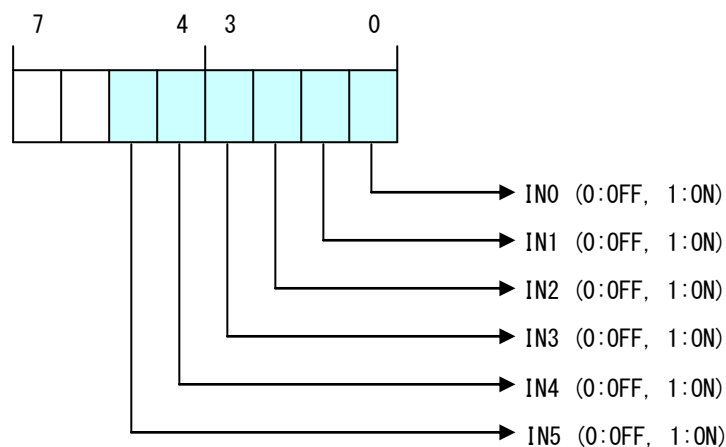 7 4 3 0
IN0 (0:OFF, 1:ON)
IN1 (0:OFF, 1:ON)
IN2 (0:OFF, 1:ON)
IN3 (0:OFF, 1:ON)
IN4 (0:OFF, 1:ON)
IN5 (0:OFF, 1:ON)